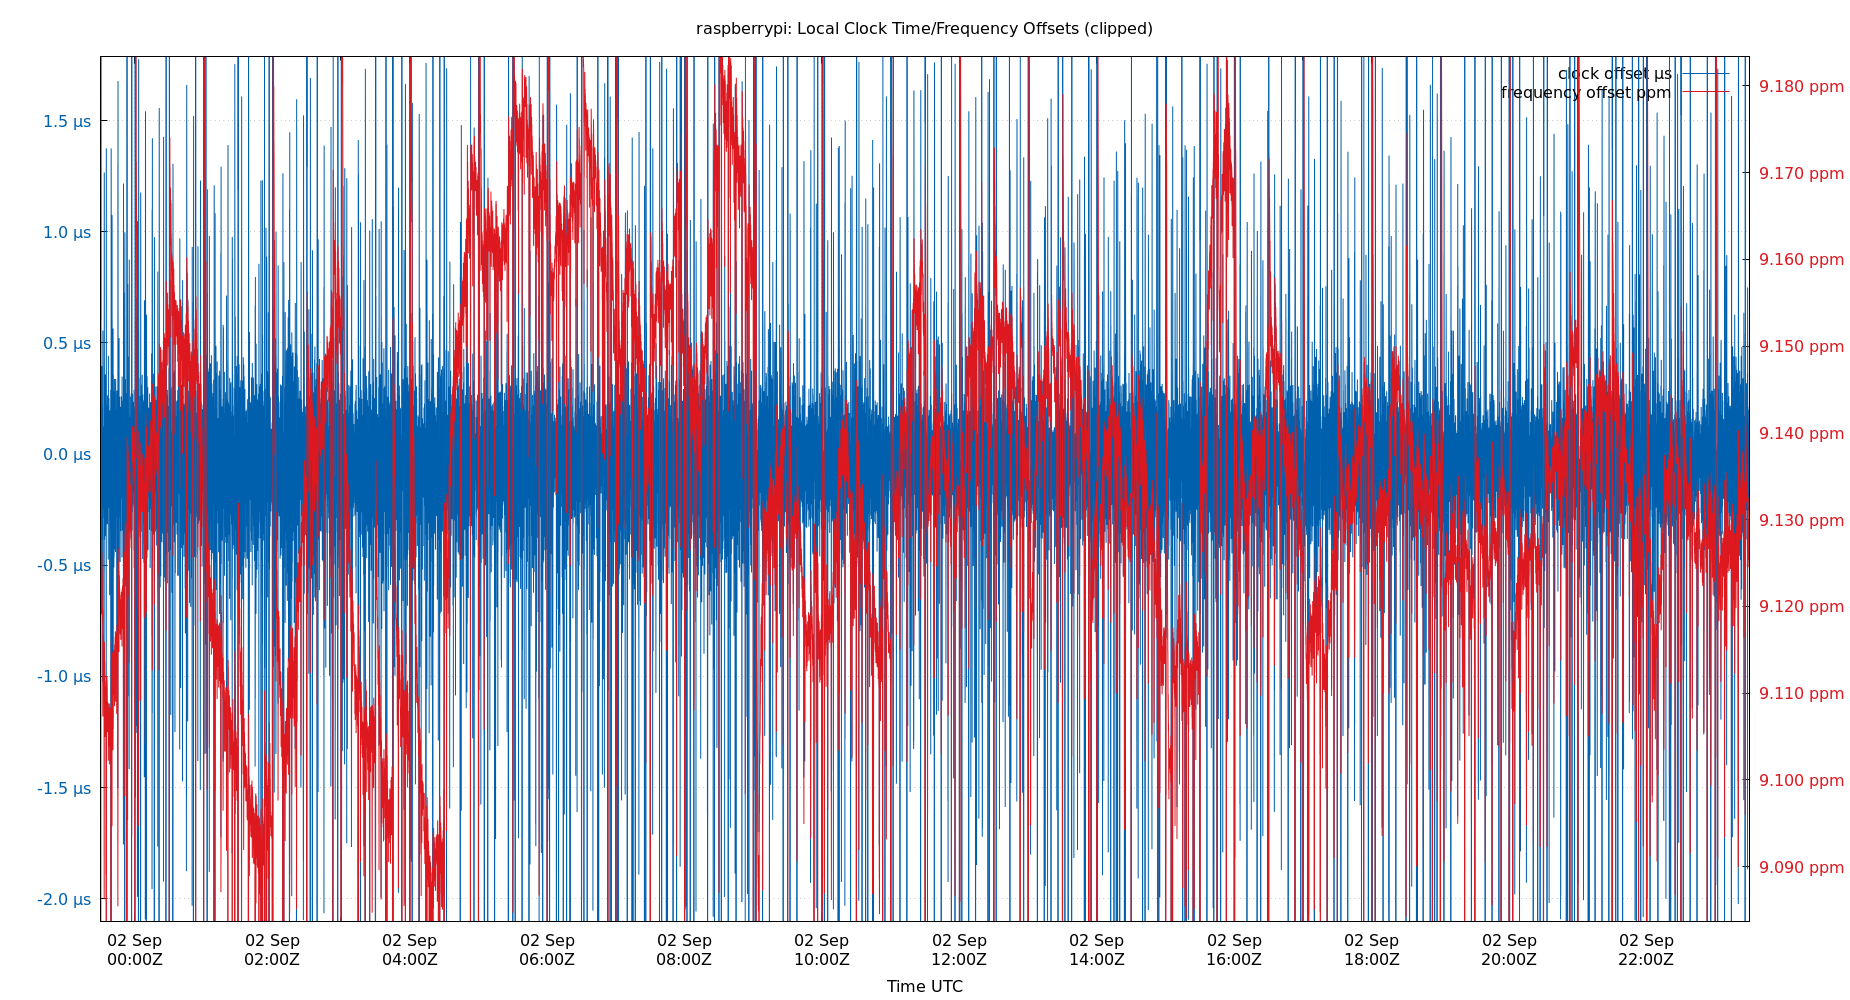 raspberrypi: Local Clock Time/Frequency Offsets (clipped)
clock offset µs
frequency offset ppm
1.5 µs
1.0 µs
0.5 µs
0.0 µs
-0.5 µs
-1.0 µs
-1.5 µs
-2.0 µs
9.180 ppm
9.170 ppm
9.160 ppm
9.150 ppm
9.140 ppm
9.130 ppm
9.120 ppm
9.110 ppm
9.100 ppm
9.090 ppm
02 Sep 02 Sep 02 Sep 02 Sep 02 Sep 02 Sep 02 Sep 02 Sep 02 Sep 02 Sep 02 Sep 02 Sep
00:00Z 02:00Z 04:00Z 06:00Z 08:00Z 10:00Z 12:00Z 14:00Z 16:00Z 18:00Z 20:00Z 22:00Z
Time UTC